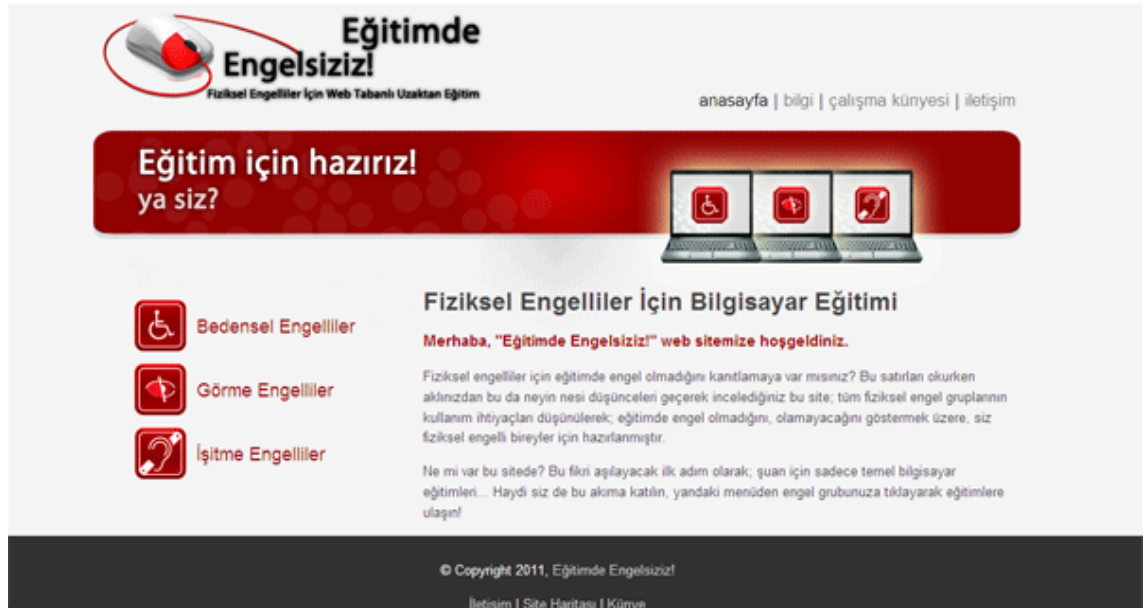 Eğitimde
Engelsiziz!
Fiziksel Engelliler İçin Web Tabanlı Uzaktan Eğitim
anasayfa | bilgi | çalışma künyesi | iletişim
Eğitim için hazırız!
ya siz?
Bedensel Engelliler
Görme Engelliler
İşitme Engelliler
Fiziksel Engelliler İçin Bilgisayar Eğitimi
Merhaba, "Eğitimde Engelsiziz!" web sitemize hoşgeldiniz.
Fiziksel engelliler için eğitimde engel olmadığını kanıtlamaya var mısınız? Bu satırları okurken
aklınızdan bu da neyin nesi düşünceleri geçerek incelediğiniz bu site; tüm fiziksel engel gruplarının
kullanım ihtiyaçları düşünülerek; eğitimde engel olmadığını, olamayacağını göstermek üzere, siz
fiziksel engelli bireyler için hazırlanmıştır.
Ne mi var bu sitede? Bu fikri aşılayacak ilk adım olarak; şuan için sadece temel bilgisayar
eğitimleri... Haydi siz de bu akıma katılın, yandaki menüden engel grubunuza tıklayarak eğitimlere
ulaşın!
© Copyright 2011, Eğitimde Engelsiziz!
İletişim | Site Haritası | Künye